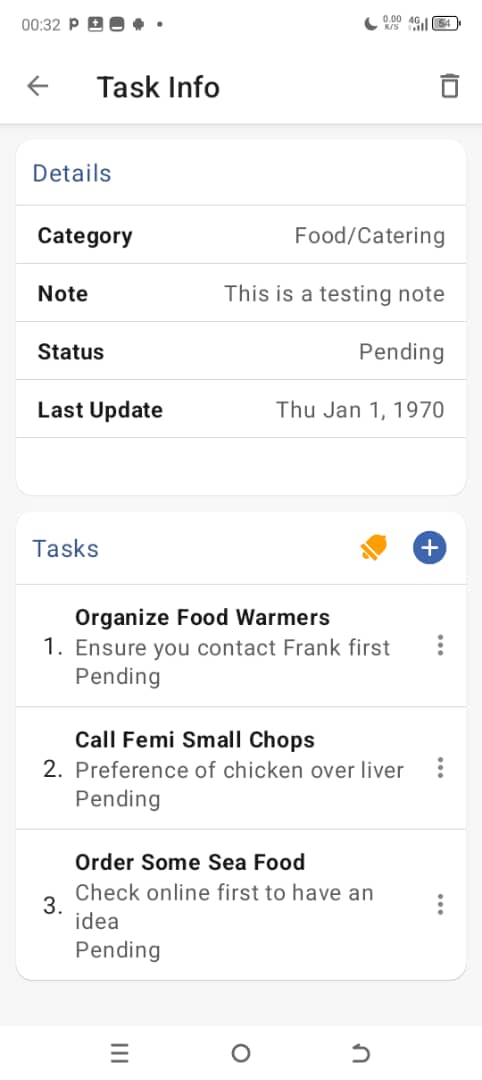 00:32 P
0.00 K/S 4G 54
Task Info
Details
Category Food/Catering
Note This is a testing note
Status Pending
Last Update Thu Jan 1, 1970
Tasks
Organize Food Warmers
1. Ensure you contact Frank first
Pending
Call Femi Small Chops
2. Preference of chicken over liver
Pending
Order Some Sea Food
3. Check online first to have an
idea
Pending